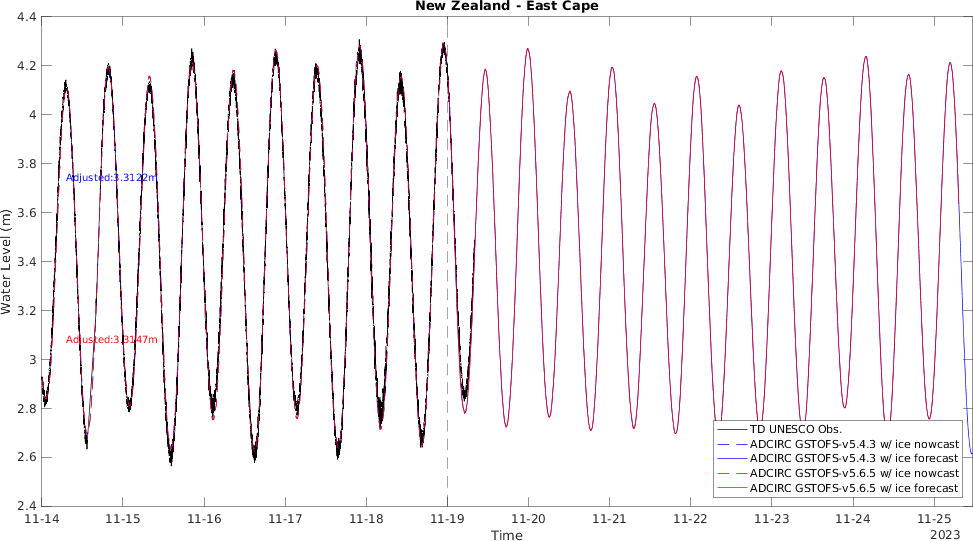 New Zealand - East Cape
4.4
4.2
4
3.8
3.6
3.4
3.2
3
2.8
2.6
2.4
Water Level (m)
Adjusted:3.3122m
Adjusted:3.3147m
TD UNESCO Obs.
ADCIRC GSTOFS-v5.4.3 w/ ice nowcast
ADCIRC GSTOFS-v5.4.3 w/ ice forecast
ADCIRC GSTOFS-v5.6.5 w/ ice nowcast
ADCIRC GSTOFS-v5.6.5 w/ ice forecast
11-14 11-15 11-16 11-17 11-18 11-19 11-20 11-21 11-22 11-23 11-24 11-25
Time
2023